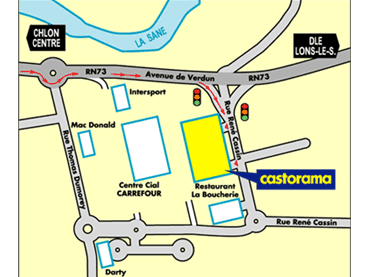 LA SANE
CHLON
CENTRE
DLE
LONS-LE-S.
RN73
Avenue de Verdun
RN73
Intersport
Rue René Cassin
Mac Donald
Rue Thomas Dumorey
Centre Cial
CARREFOUR
castorama
Restaurant
La Boucherie
Rue René Cassin
Darty